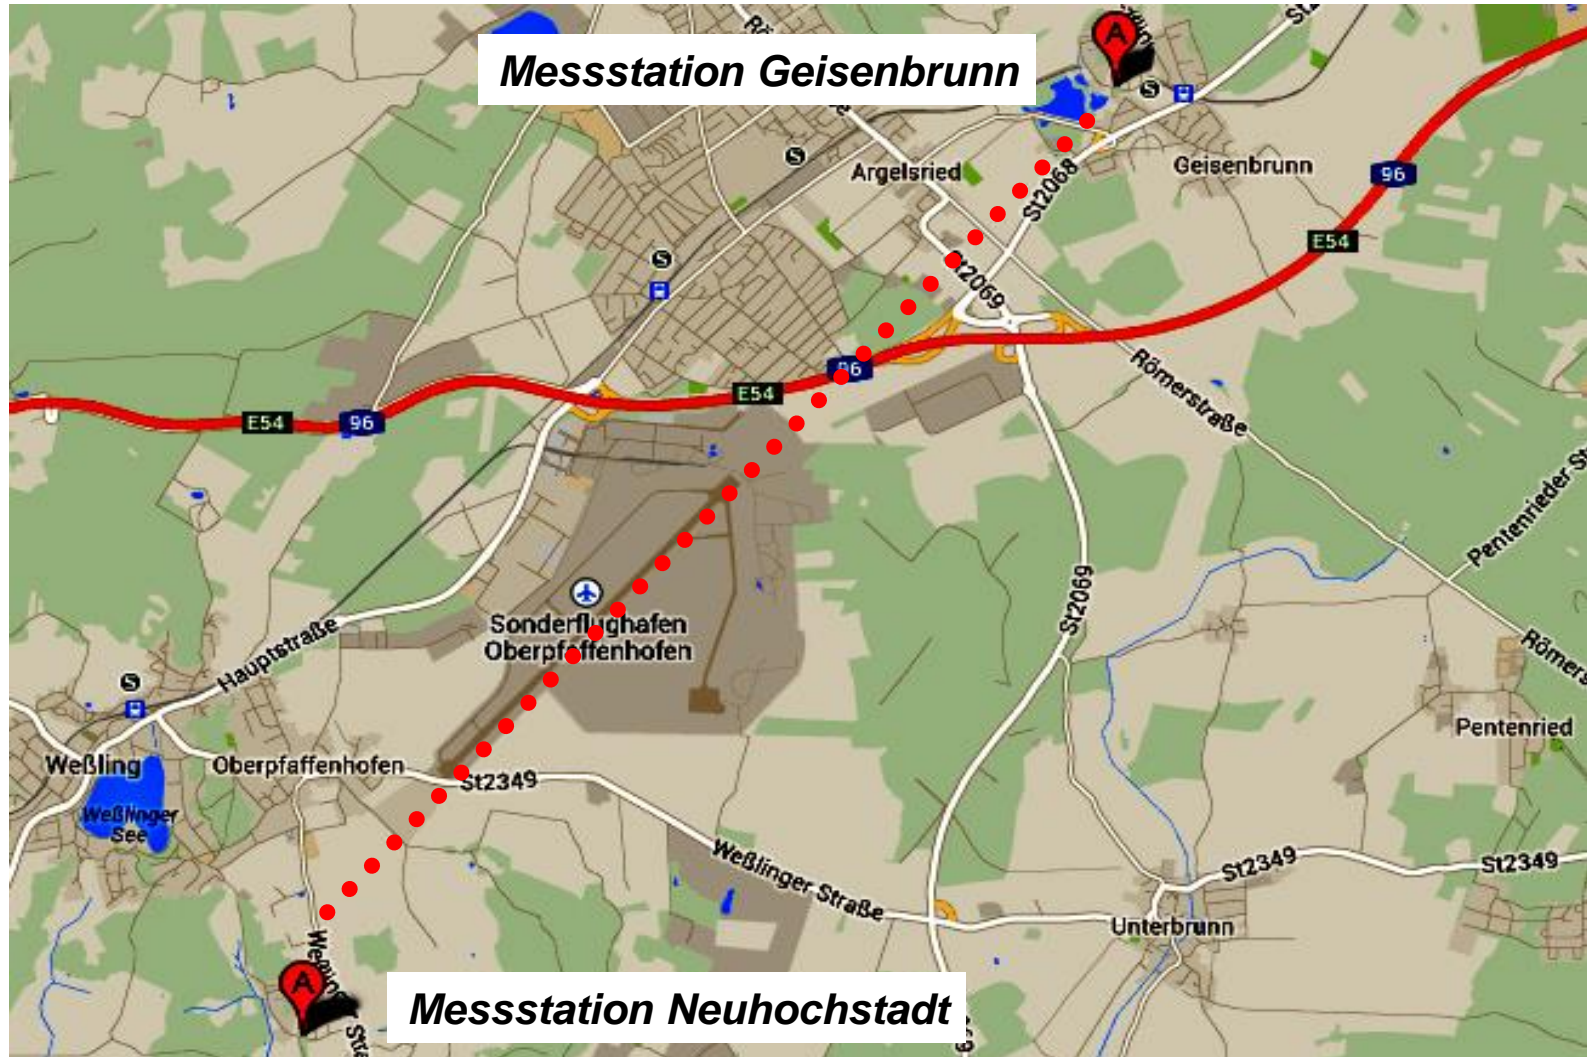 A
St2
Messstation Geisenbrunn
S
S
Argelsried
Geisenbrunn
96
St2068
E54
S
St2069
96
E54
Römerstraße
E54
96
Pentenrieder St
Sonderflughafen
Oberpfaffenhofen
St2069
Hauptstraße
Römers
S
Pentenried
Weßling
Oberpfaffenhofen
St2349
Weßlinger
See
Weßlinger Straße
St2349
St2349
Unterbrunn
A
Messstation Neuhochstadt